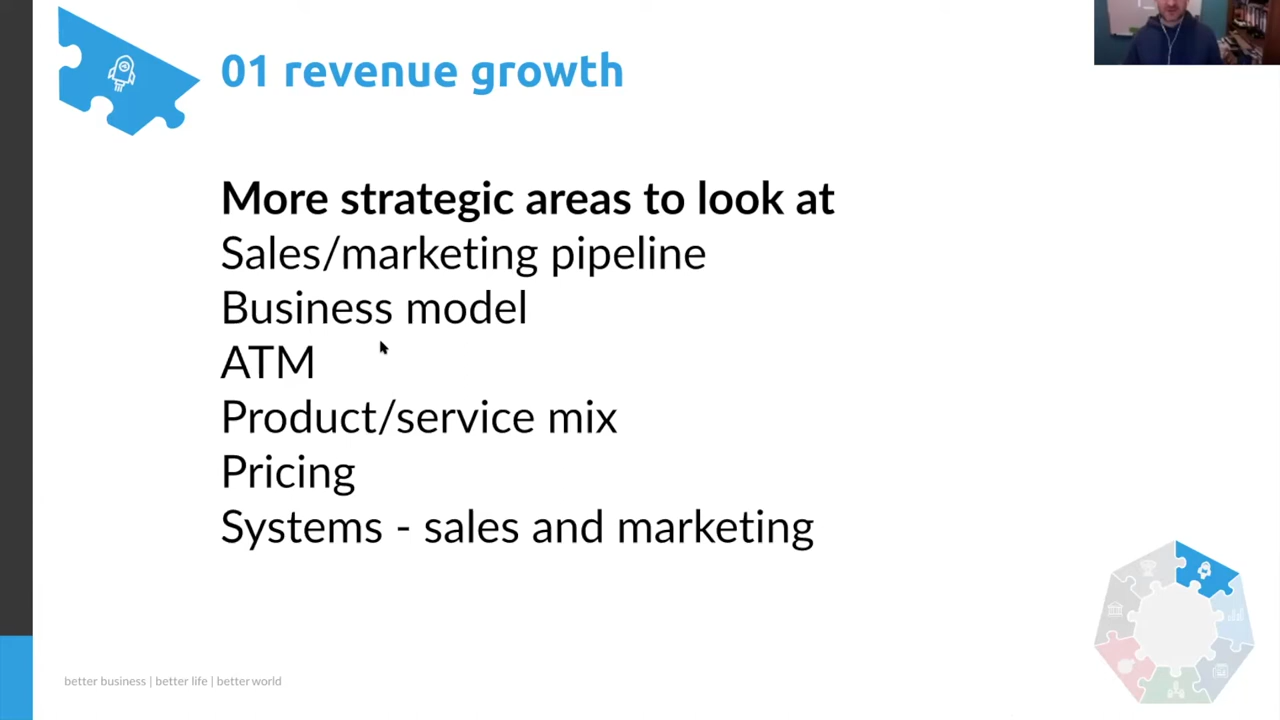 01 revenue growth
More strategic areas to look at
Sales/marketing pipeline
Business model
ATM
Product/service mix
Pricing
Systems - sales and marketing
better business | better life | better world